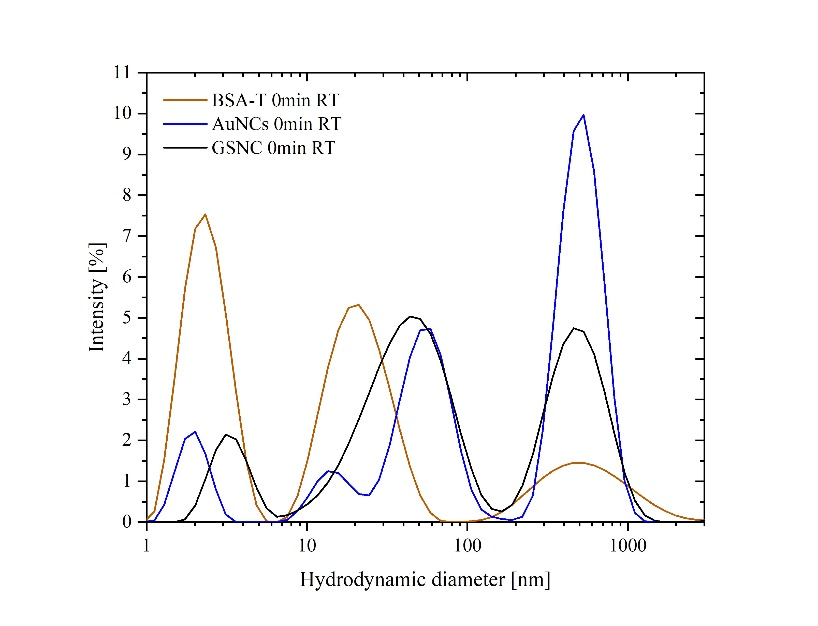 11
10
9
8
7
6
5
4
3
2
1
0
Intensity [%]
BSA-T 0min RT
AuNCs 0min RT
GSNC 0min RT
1 10 100 1000
Hydrodynamic diameter [nm]